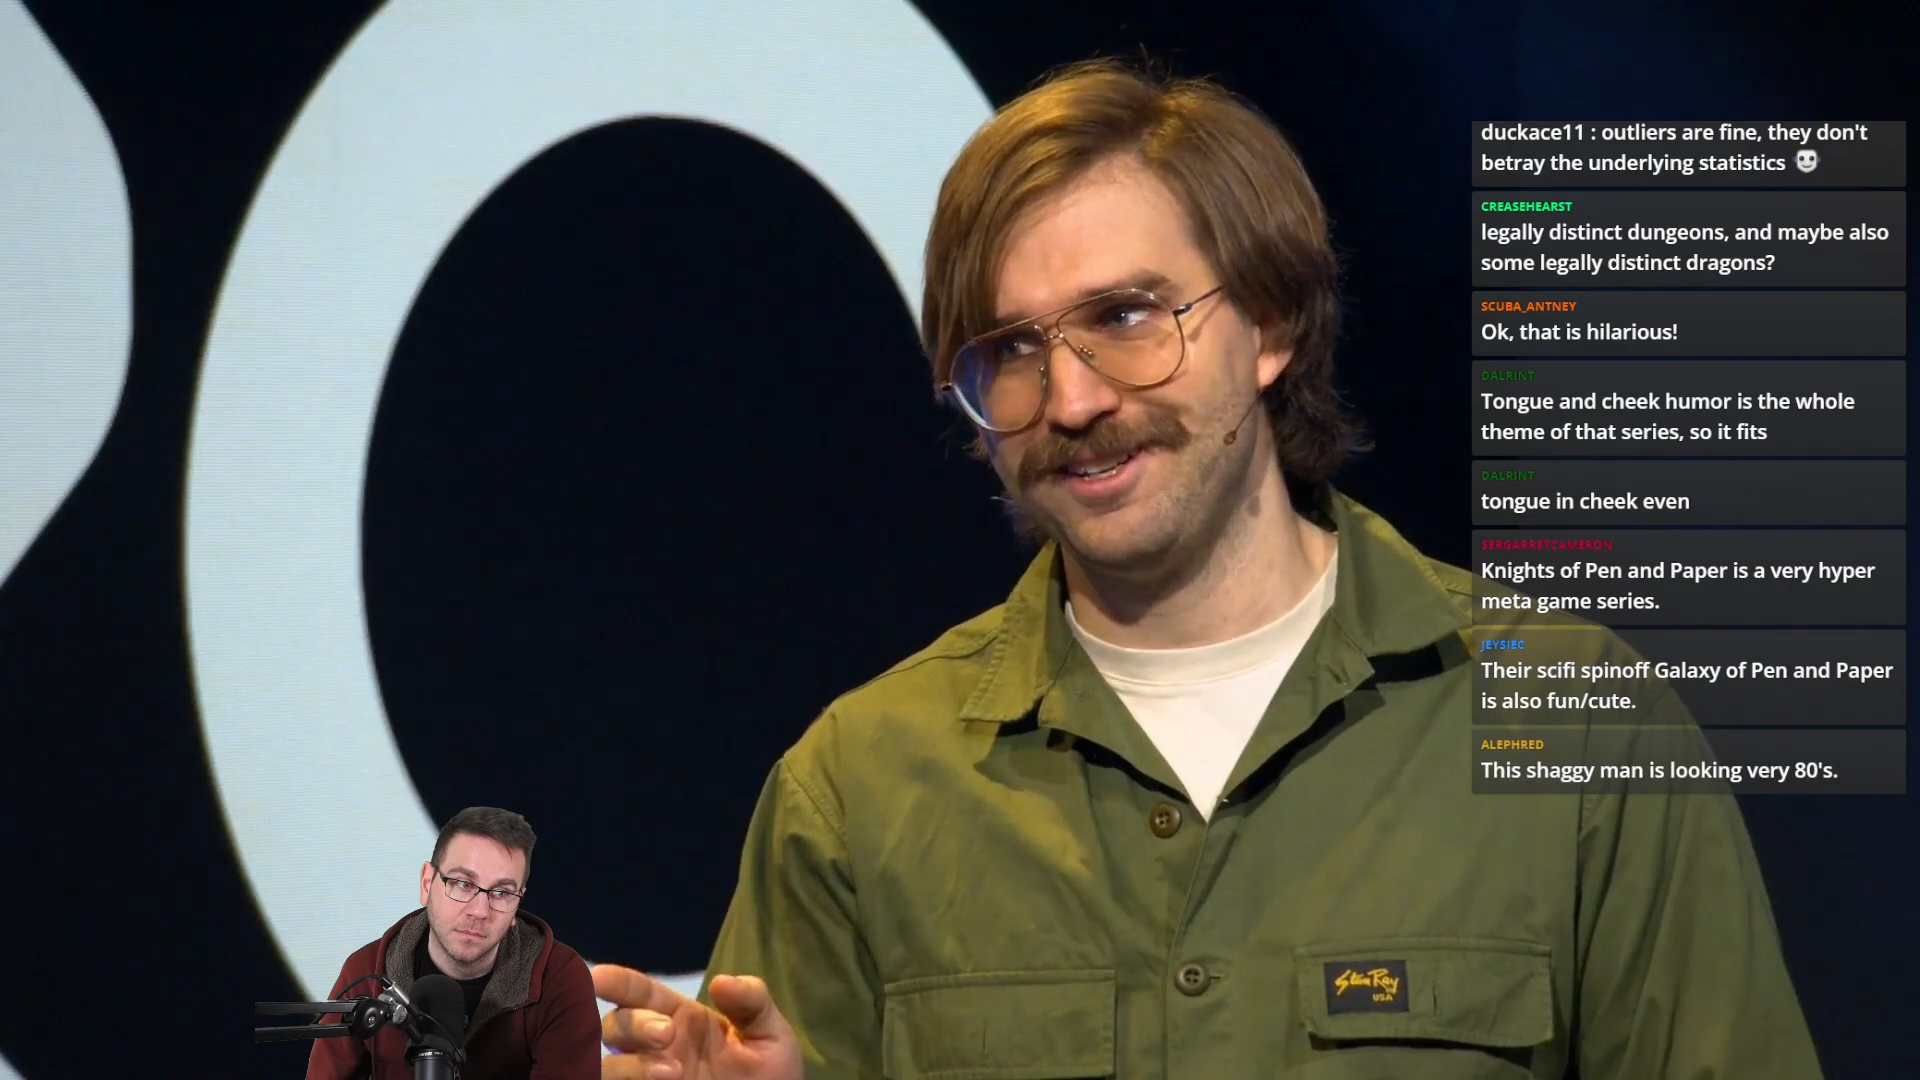 duckace11 : outliers are fine, they don't
betray the underlying statistics
CREASEHEARST
legally distinct dungeons, and maybe also
some legally distinct dragons?
SCUBA_ANTNEY
Ok, that is hilarious!
DALRINT
Tongue and cheek humor is the whole
theme of that series, so it fits
DALRINT
tongue in cheek even
SERGARRETCAMERON
Knights of Pen and Paper is a very hyper
meta game series.
JEYSIEC
Their scifi spinoff Galaxy of Pen and Paper
is also fun/cute.
ALEPHRED
This shaggy man is looking very 80's.
Stan Ray
USA